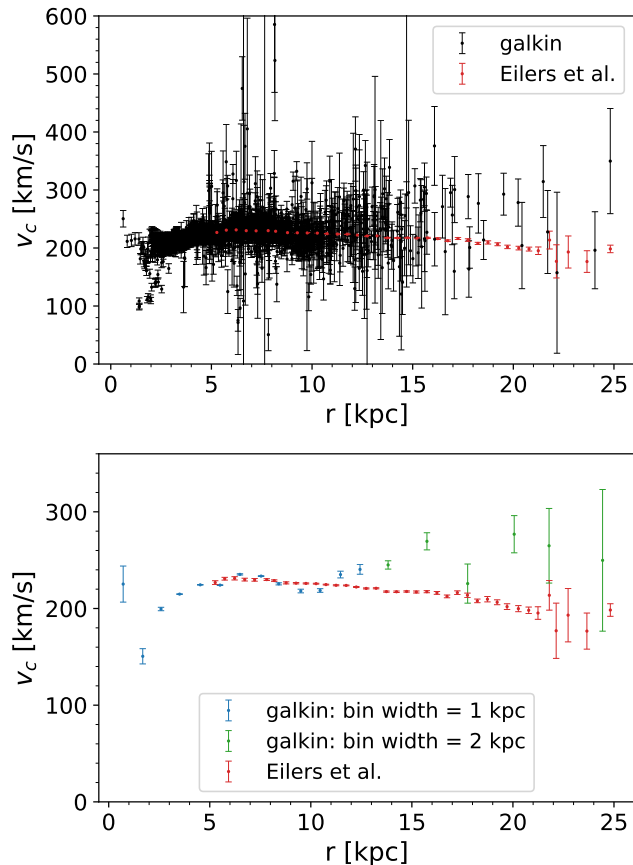 600
500
400
300
200
100
0
v_c [km/s]
galkin
Eilers et al.
0 5 10 15 20 25
r [kpc]
300
200
100
0
v_c [km/s]
galkin: bin width = 1 kpc
galkin: bin width = 2 kpc
Eilers et al.
0 5 10 15 20 25
r [kpc]